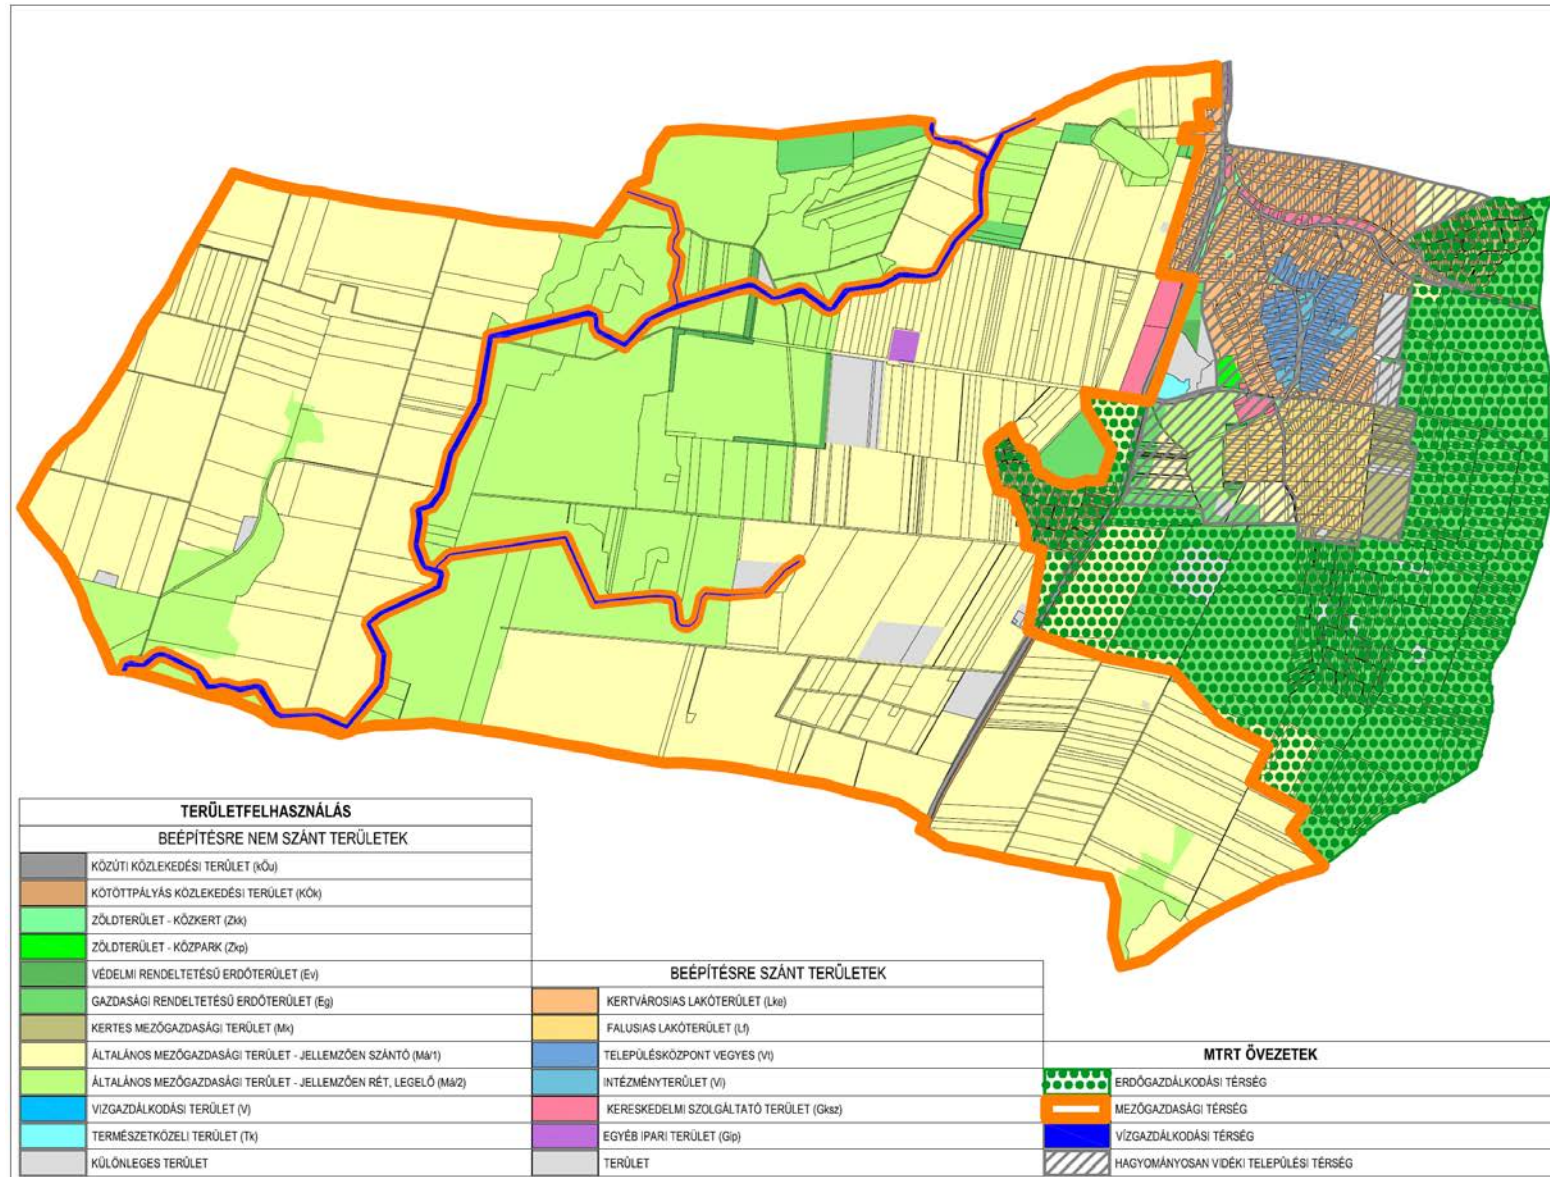 TERÜLETFELHASZNÁLÁS
BEÉPÍTÉSRE NEM SZÁNT TERÜLETEK
KÖZÚTI KÖZLEKEDÉSI TERÜLET (kÖu)
KÖTÖTTPÁLYÁS KÖZLEKEDÉSI TERÜLET (KÖk)
ZÖLDTERÜLET - KÖZKERT (Zkk)
ZÖLDTERÜLET - KÖZPARK (Zkp)
VÉDELMI RENDELTETÉSŰ ERDŐTERÜLET (Ev)
GAZDASÁGI RENDELTETÉSŰ ERDŐTERÜLET (Eg)
KERTES MEZŐGAZDASÁGI TERÜLET (Mk)
ÁLTALÁNOS MEZŐGAZDASÁGI TERÜLET - JELLEMZŐEN SZÁNTÓ (Má/1)
ÁLTALÁNOS MEZŐGAZDASÁGI TERÜLET - JELLEMZŐEN RÉT, LEGELŐ (Má/2)
VIZGAZDÁLKODÁSI TERÜLET (V)
TERMÉSZETKÖZELI TERÜLET (Tk)
KÜLÖNLEGES TERÜLET
BEÉPÍTÉSRE SZÁNT TERÜLETEK
KERTVÁROSIAS LAKÓTERÜLET (Lke)
FALUSIAS LAKÓTERÜLET (Lf)
TELEPÜLÉSKÖZPONT VEGYES (Vt)
INTÉZMÉNYTERÜLET (Vi)
KERESKEDELMI SZOLGÁLTATÓ TERÜLET (Gksz)
EGYÉB IPARI TERÜLET (Gip)
TERÜLET
MTRT ÖVEZETEK
ERDŐGAZDÁLKODÁSI TÉRSÉG
MEZŐGAZDASÁGI TÉRSÉG
VÍZGAZDÁLKODÁSI TÉRSÉG
HAGYOMÁNYOSAN VIDÉKI TELEPÜLÉSI TÉRSÉG